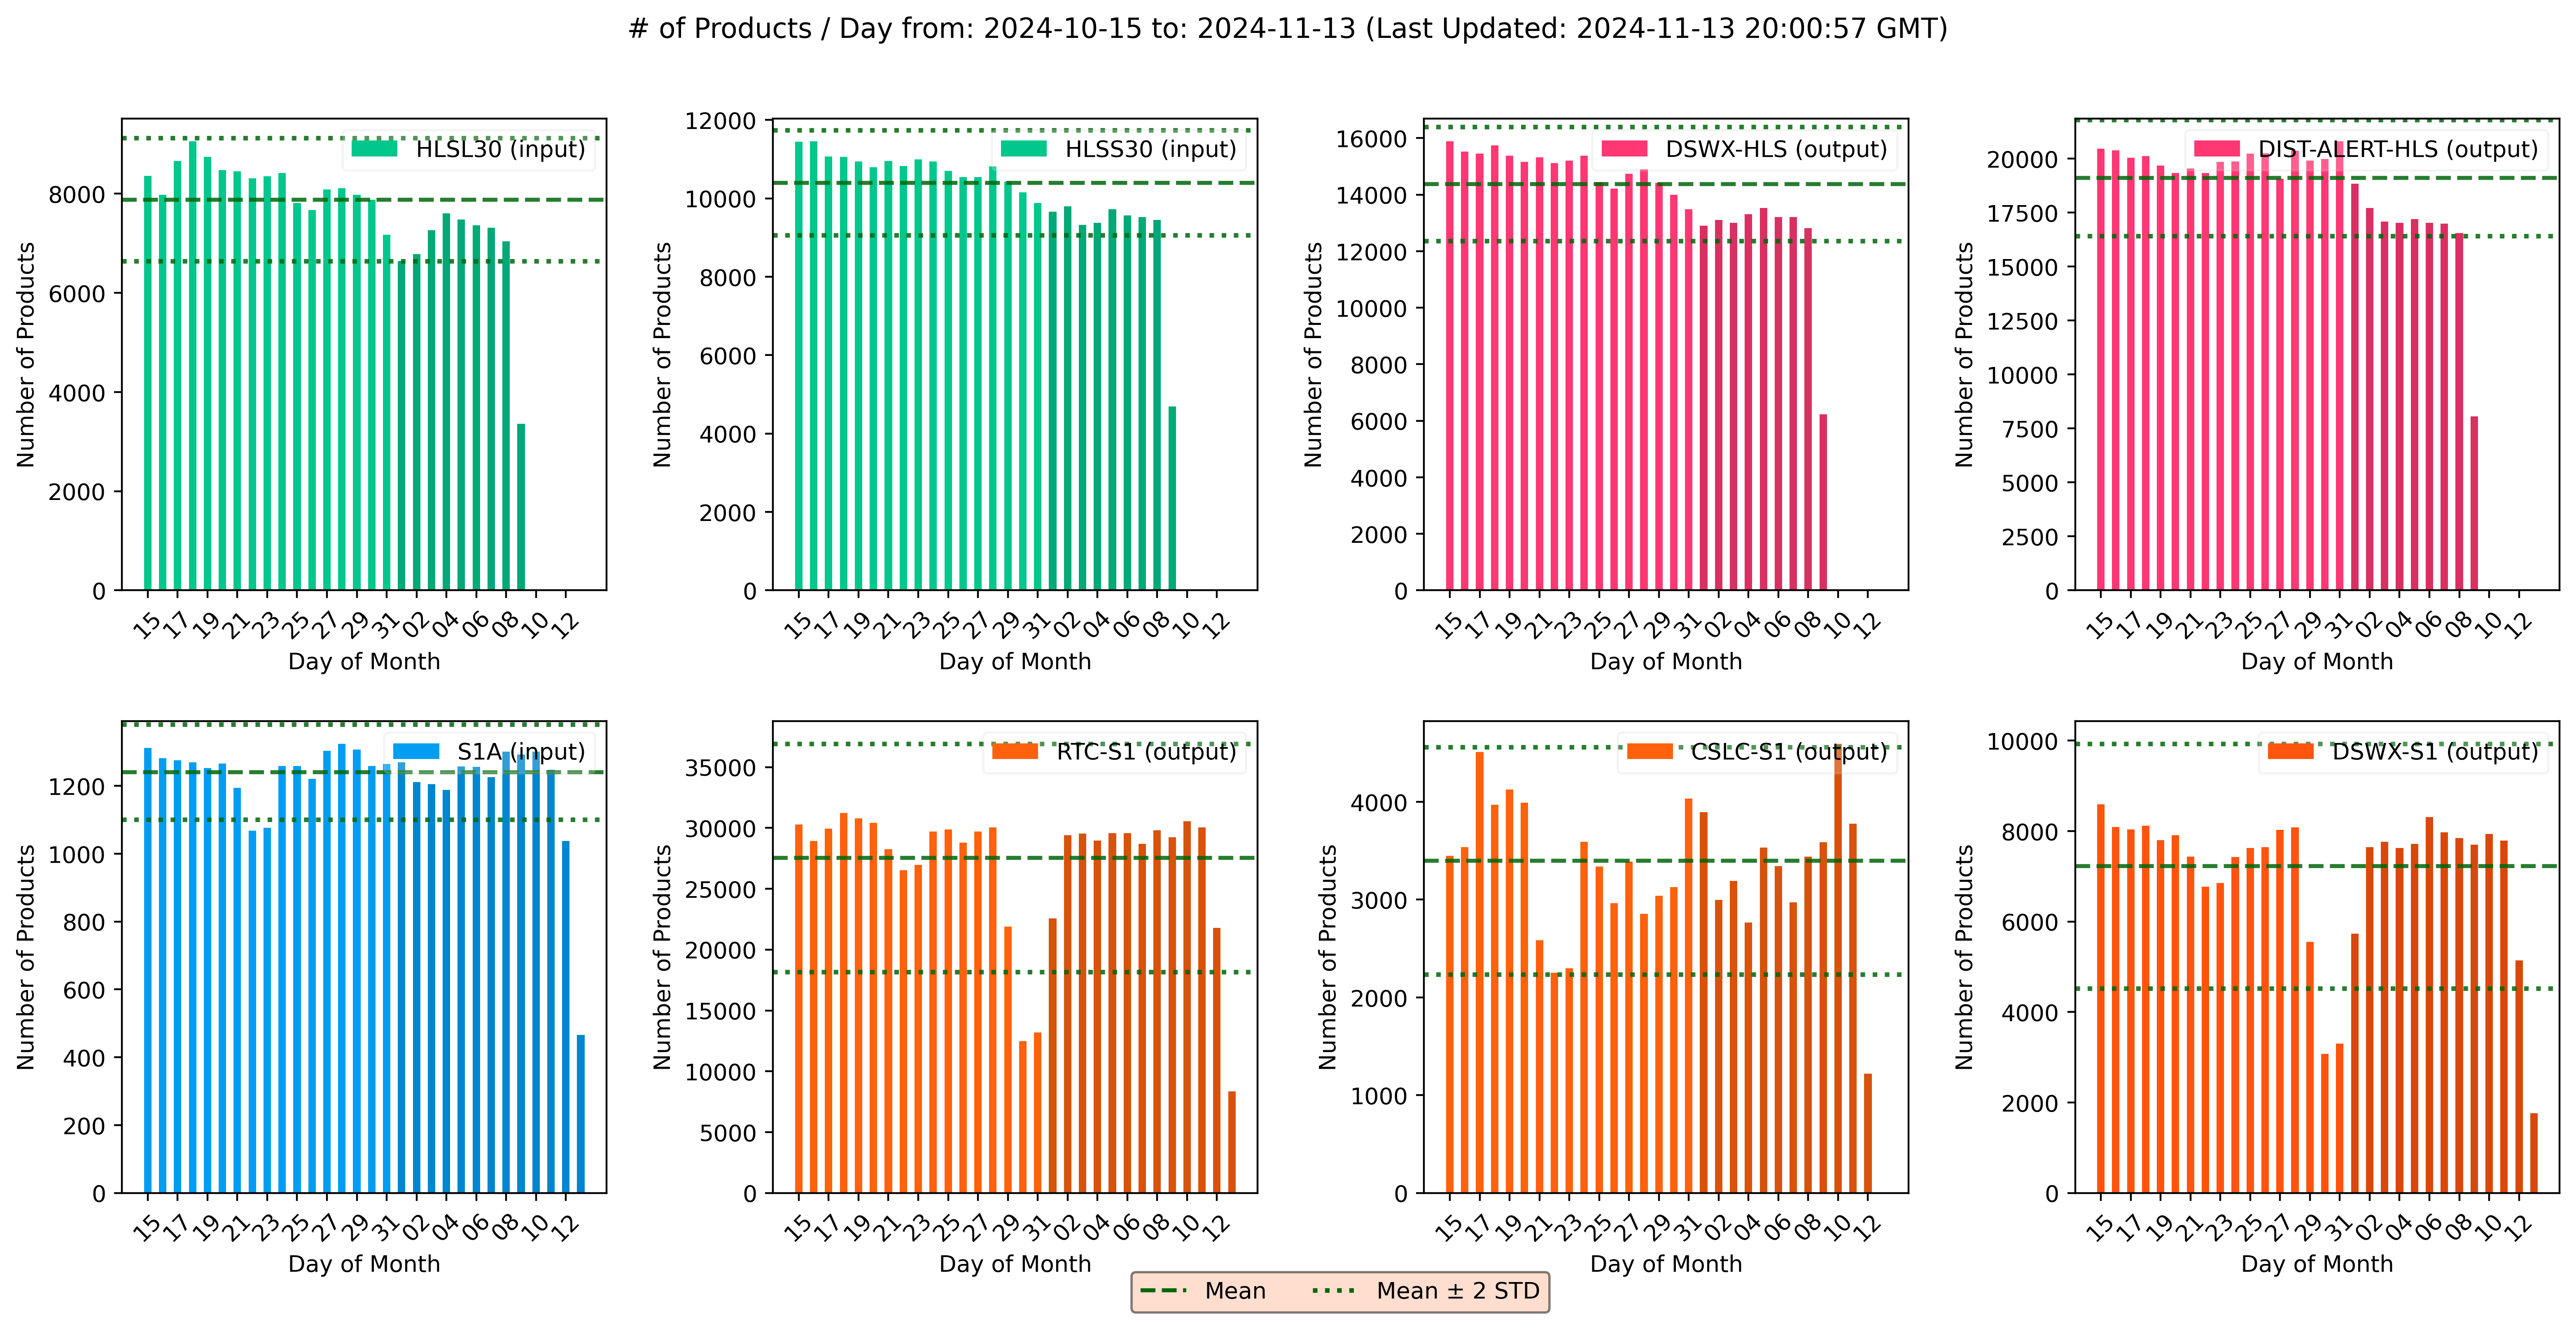 # of Products / Day from: 2024-10-15 to: 2024-11-13 (Last Updated: 2024-11-13 20:00:57 GMT)
HLSL30 (input)
Number of Products
8000
6000
4000
2000
0
15 17 19 21 23 25 27 29 31 02 04 06 08 10 12
Day of Month
HLSS30 (input)
Number of Products
12000
10000
8000
6000
4000
2000
0
15 17 19 21 23 25 27 29 31 02 04 06 08 10 12
Day of Month
DSWX-HLS (output)
Number of Products
16000
14000
12000
10000
8000
6000
4000
2000
0
15 17 19 21 23 25 27 29 31 02 04 06 08 10 12
Day of Month
DIST-ALERT-HLS (output)
Number of Products
20000
17500
15000
12500
10000
7500
5000
2500
0
15 17 19 21 23 25 27 29 31 02 04 06 08 10 12
Day of Month
S1A (input)
Number of Products
1200
1000
800
600
400
200
0
15 17 19 21 23 25 27 29 31 02 04 06 08 10 12
Day of Month
RTC-S1 (output)
Number of Products
35000
30000
25000
20000
15000
10000
5000
0
15 17 19 21 23 25 27 29 31 02 04 06 08 10 12
Day of Month
CSLC-S1 (output)
Number of Products
4000
3000
2000
1000
0
15 17 19 21 23 25 27 29 31 02 04 06 08 10 12
Day of Month
DSWX-S1 (output)
Number of Products
10000
8000
6000
4000
2000
0
15 17 19 21 23 25 27 29 31 02 04 06 08 10 12
Day of Month
Mean
Mean ± 2 STD